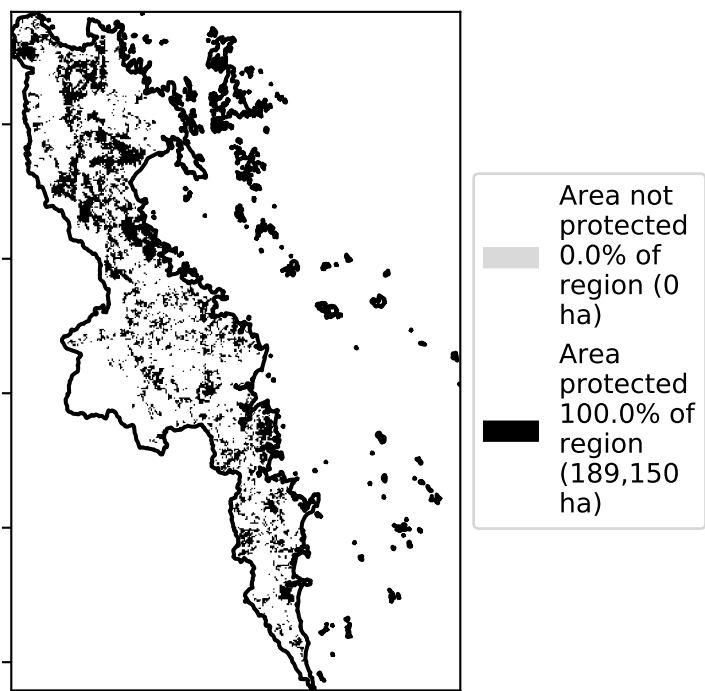 Area not
protected
0.0% of
region (0
ha)
Area
protected
100.0% of
region
(189,150
ha)